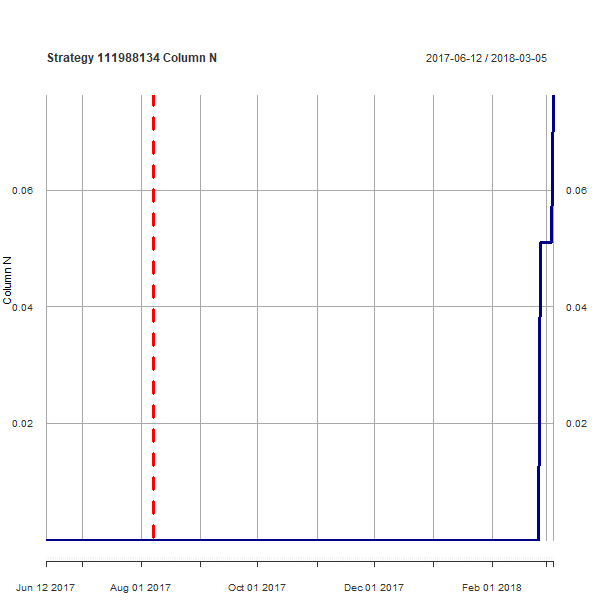 Strategy 111988134 Column N
2017-06-12 / 2018-03-05
Column N
0.06
0.06
0.04
0.04
0.02
0.02
Jun 12 2017
Aug 01 2017
Oct 01 2017
Dec 01 2017
Feb 01 2018